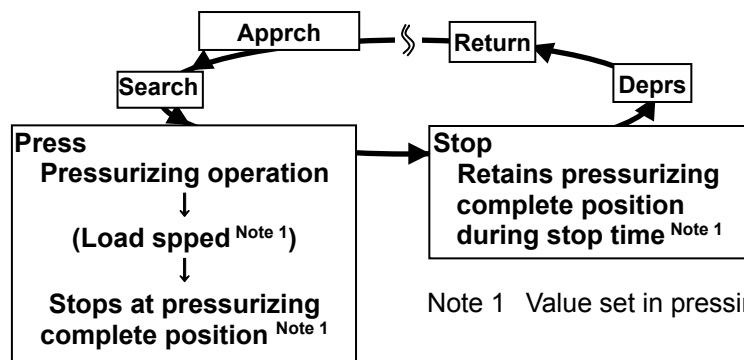 Apprch
Return
Search
Deprs
Press
Pressurizing operation
↓
(Load spped Note 1)
↓
Stops at pressurizing
complete position Note 1
Stop
Retains pressurizing
complete position
during stop time Note 1
Note 1 Value set in pressin